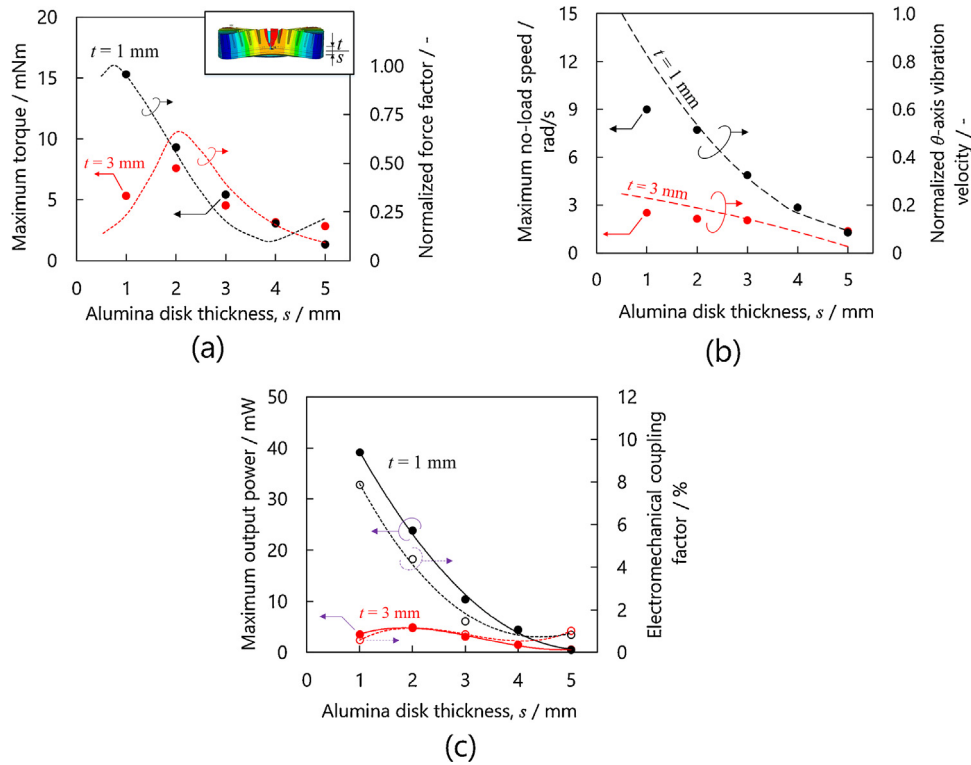 20
15
10
5
0
Maximum torque / mNm
t = 1 mm
t = 3 mm
t
s
1.00
0.75
0.50
0.25
0
Normalized force factor / -
0 1 2 3 4 5
Alumina disk thickness, s / mm
(a)
15
12
9
6
3
0
Maximum no-load speed /
rad/s
t = 1 mm
t = 3 mm
1.0
0.8
0.6
0.4
0.2
0
Normalized θ-axis vibration
velocity / -
0 1 2 3 4 5
Alumina disk thickness, s / mm
(b)
50
40
30
20
10
0
Maximum output power / mW
t = 1 mm
t = 3 mm
12
10
8
6
4
2
0
Electromechanical coupling
factor / %
0 1 2 3 4 5
Alumina disk thickness, s / mm
(c)